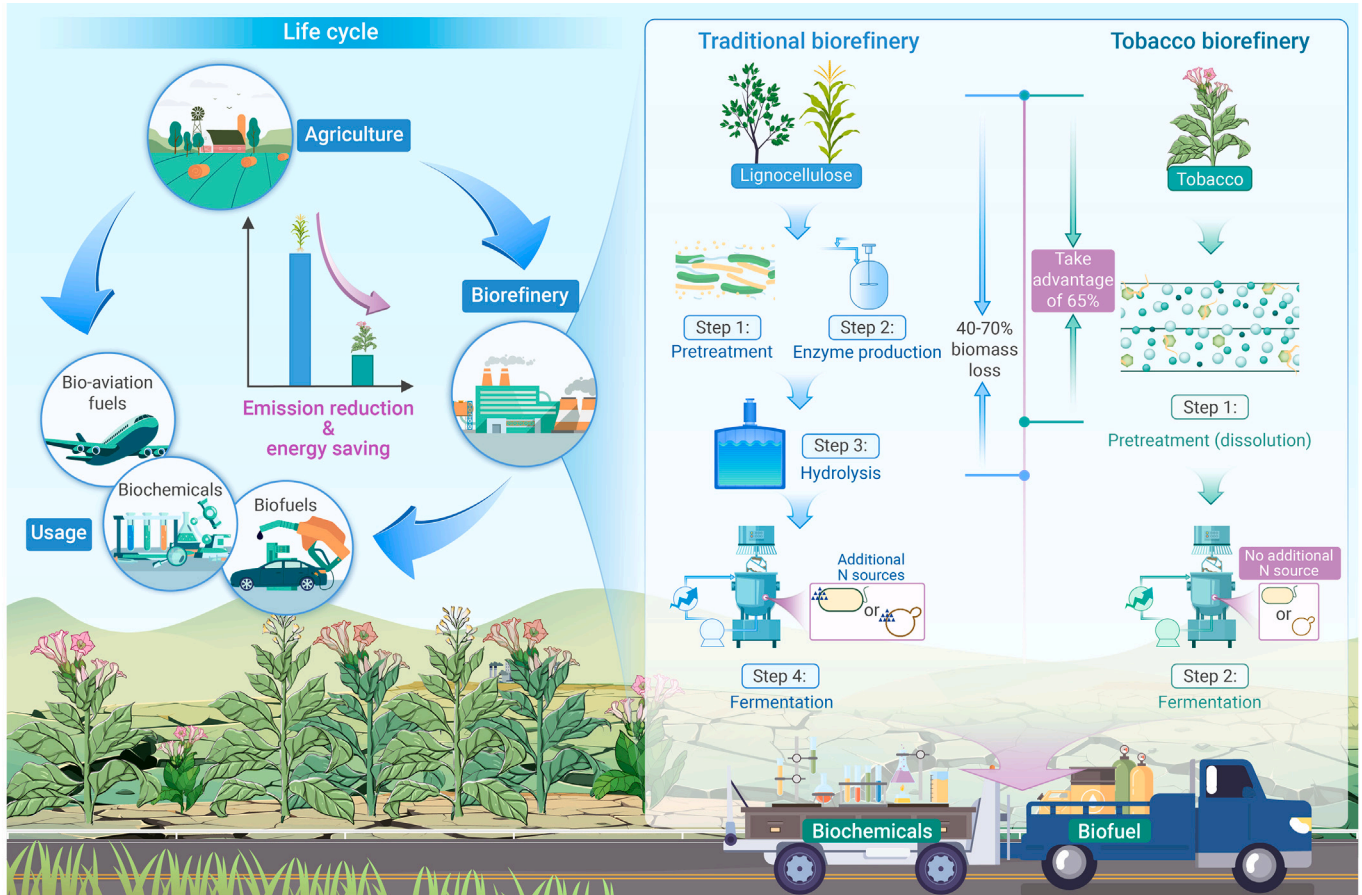 Life cycle
Agriculture
Biorefinery
Emission reduction
&
energy saving
Bio-aviation
fuels
Biochemicals
Biofuels
Usage
Traditional biorefinery
Lignocellulose
Step 1:
Pretreatment
Step 2:
Enzyme production
Step 3:
Hydrolysis
Additional
N sources
or
Step 4:
Fermentation
40-70%
biomass
loss
Take
advantage
of 65%
Tobacco biorefinery
Tobacco
Step 1:
Pretreatment (dissolution)
No additional
N source
or
Step 2:
Fermentation
Biochemicals
Biofuel